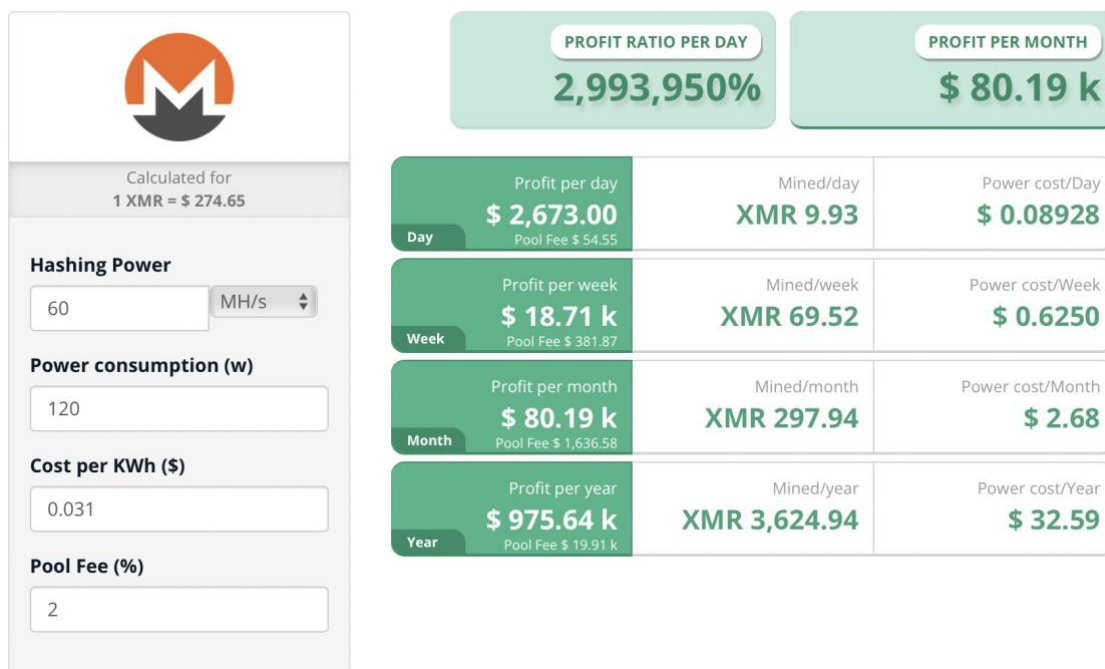 Calculated for
1 XMR = $ 274.65
Hashing Power
60 MH/s
Power consumption (w)
120
Cost per KWh ($)
0.031
Pool Fee (%)
2
PROFIT RATIO PER DAY
2,993,950%
PROFIT PER MONTH
$ 80.19 k
Profit per day
$ 2,673.00
Day
Pool Fee $ 54.55
Mined/day
XMR 9.93
Power cost/Day
$ 0.08928
Profit per week
$ 18.71 k
Week
Pool Fee $ 381.87
Mined/week
XMR 69.52
Power cost/Week
$ 0.6250
Profit per month
$ 80.19 k
Month
Pool Fee $ 1,636.58
Mined/month
XMR 297.94
Power cost/Month
$ 2.68
Profit per year
$ 975.64 k
Year
Pool Fee $ 19.91 k
Mined/year
XMR 3,624.94
Power cost/Year
$ 32.59